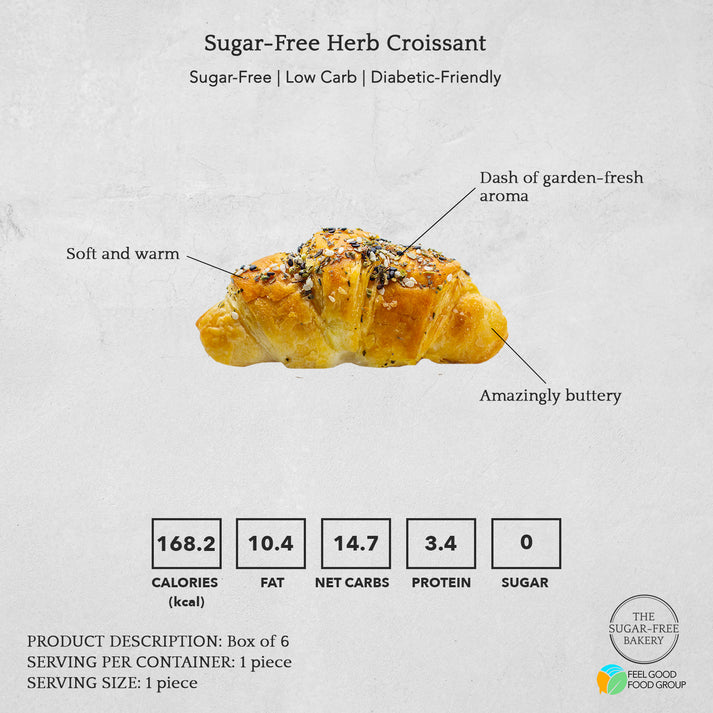 Sugar-Free Herb Croissant
Sugar-Free | Low Carb | Diabetic-Friendly
Dash of garden-fresh
aroma
Soft and warm
Amazingly buttery
168.2 10.4 14.7 3.4 0
CALORIES FAT NET CARBS PROTEIN SUGAR
(kcal)
PRODUCT DESCRIPTION: Box of 6
SERVING PER CONTAINER: 1 piece
SERVING SIZE: 1 piece
THE
SUGAR-FREE
BAKERY
FEEL GOOD
FOOD GROUP